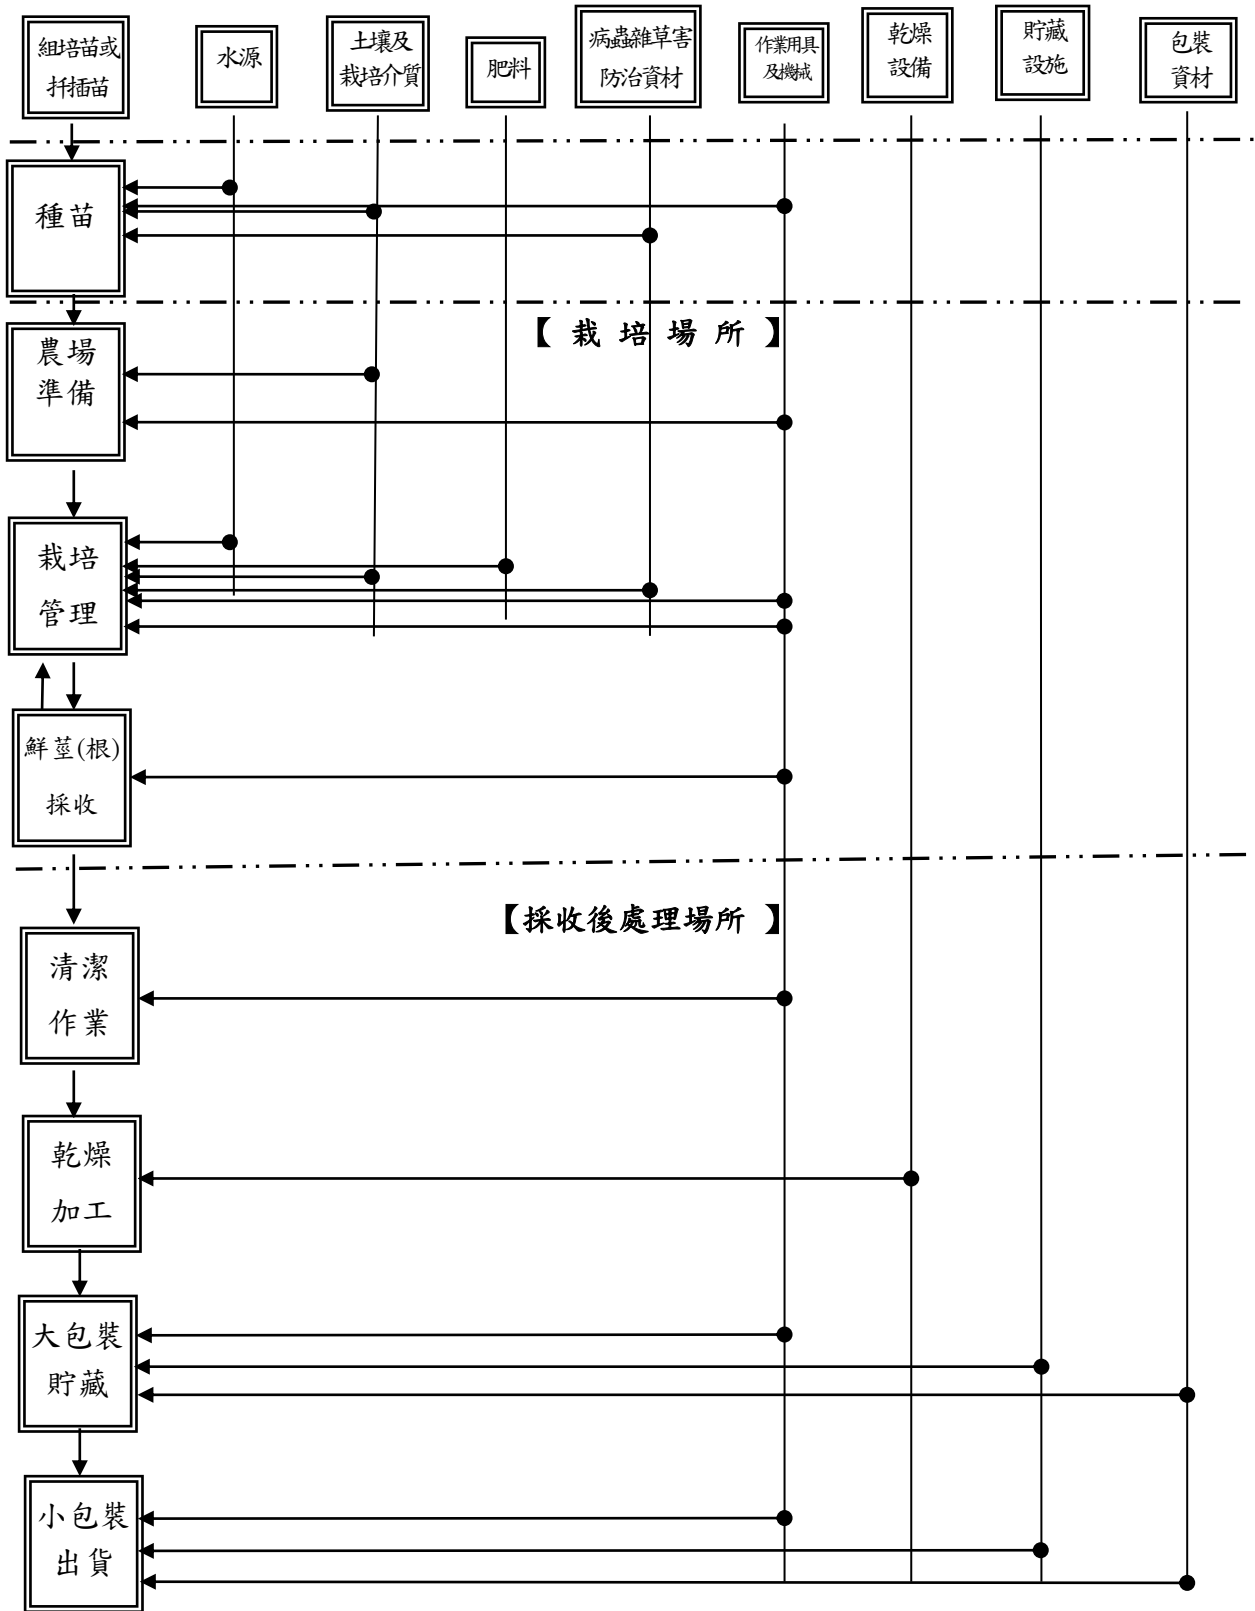 組培苗或
扦插苗
水源
土壤及
栽培介質
肥料
病蟲雜草害
防治資材
作業用具
及機械
乾燥
設備
貯藏
設施
包裝
資材
種苗
【 栽 培 場 所 】
農場
準備
栽培
管理
鮮莖(根)
採收
【採收後處理場所 】
清潔
作業
乾燥
加工
大包裝
貯藏
小包裝
出貨